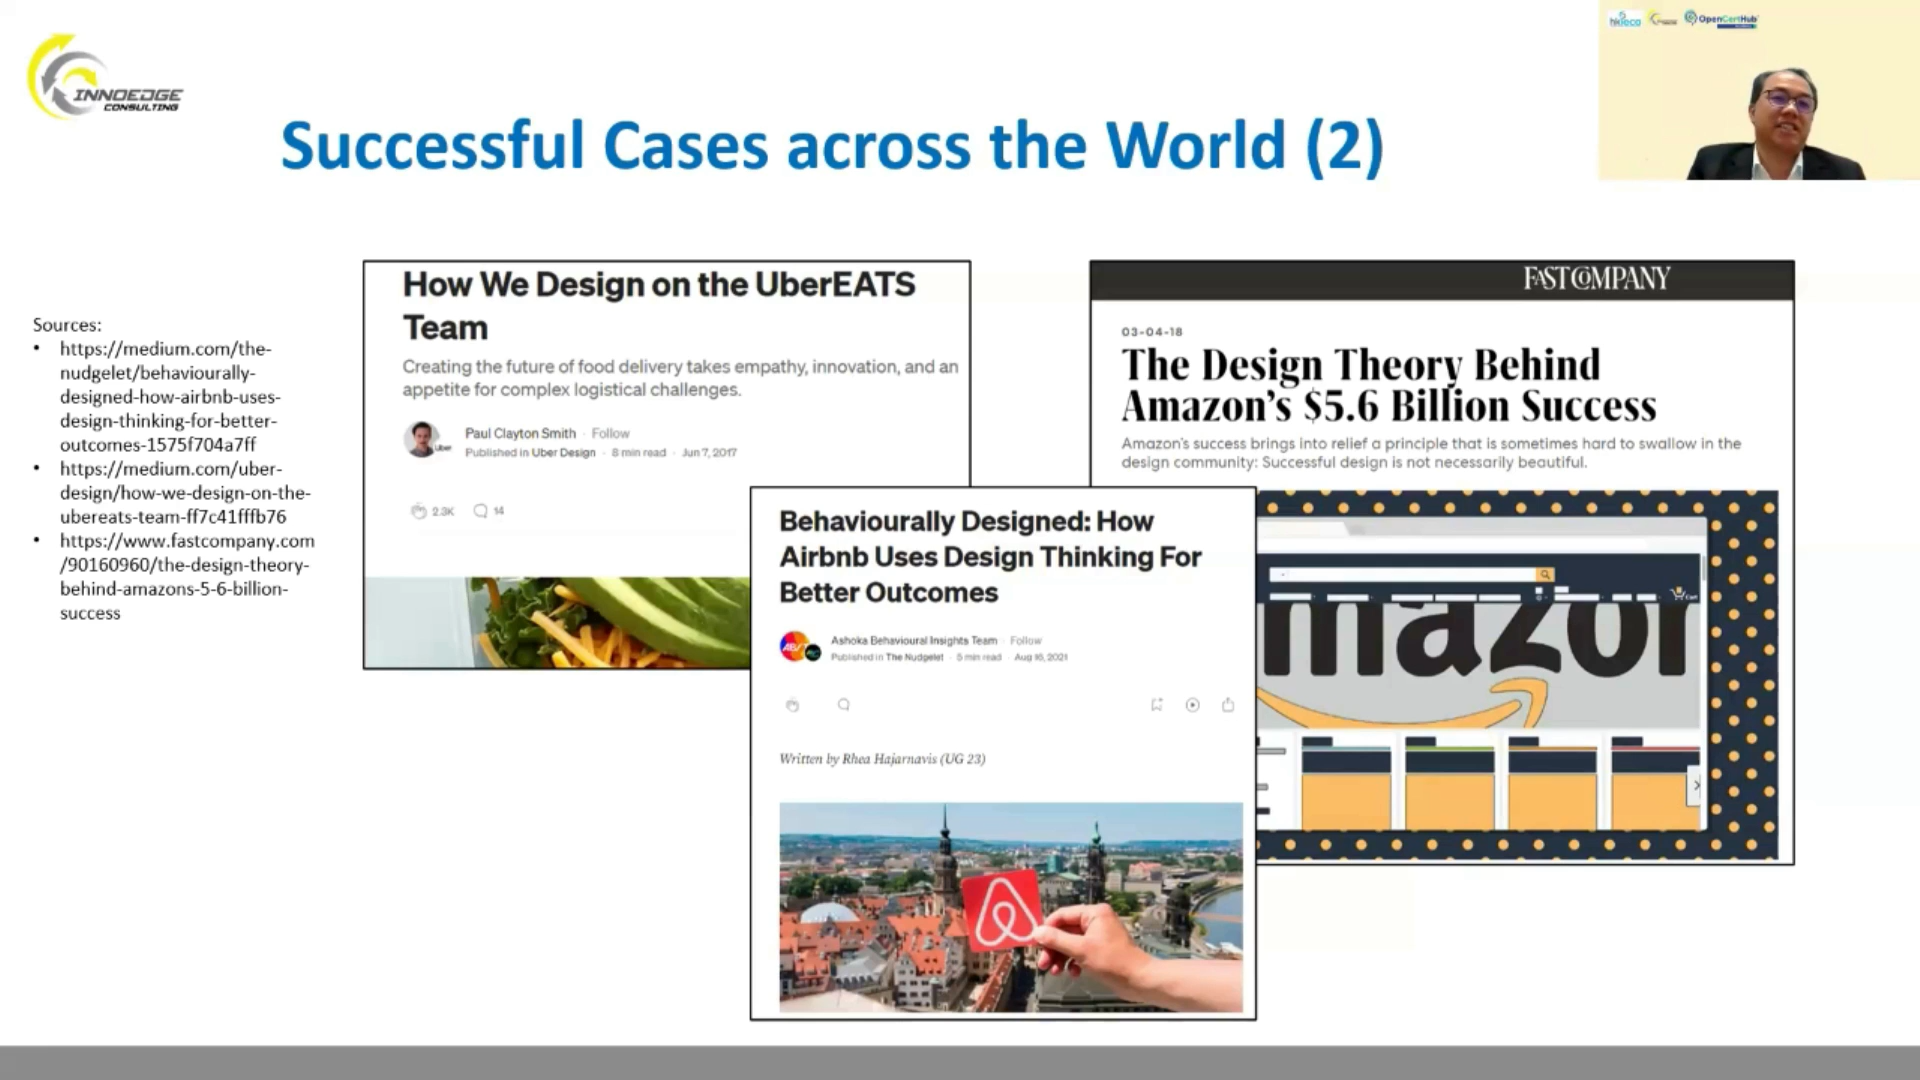 INNOEDGE
CONSULTING
OpenCertHub
Successful Cases across the World (2)
Sources:
• https://medium.com/the-
nudgelet/behaviourally-
designed-how-airbnb-uses-
design-thinking-for-better-
outcomes-1575f704a7ff
• https://medium.com/uber-
design/how-we-design-on-the-
ubereats-team-ff7c41fffb76
• https://www.fastcompany.com
/90160960/the-design-theory-
behind-amazons-5-6-billion-
success
How We Design on the UberEATS
Team
Creating the future of food delivery takes empathy, innovation, and an
appetite for complex logistical challenges.
Paul Clayton Smith · Follow
Uber
Published in Uber Design · 8 min read · Jun 7, 2017
2.3K 14
Behaviourally Designed: How
Airbnb Uses Design Thinking For
Better Outcomes
Ashoka Behavioural Insights Team · Follow
Published in The Nudgelet · 5 min read · Aug 16, 2021
Written by Rhea Hajarnavis (UG 23)
FAST COMPANY
03-04-18
The Design Theory Behind
Amazon's $5.6 Billion Success
Amazon's success brings into relief a principle that is sometimes hard to swallow in the
design community: Successful design is not necessarily beautiful.
Cart
mazon